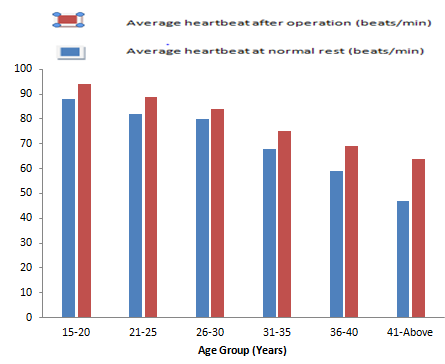 Average heartbeat after operation (beats/min)
Average heartbeat at normal rest (beats/min)
100
90
80
70
60
50
40
30
20
10
0
15-20 21-25 26-30 31-35 36-40 41-Above
Age Group (Years)